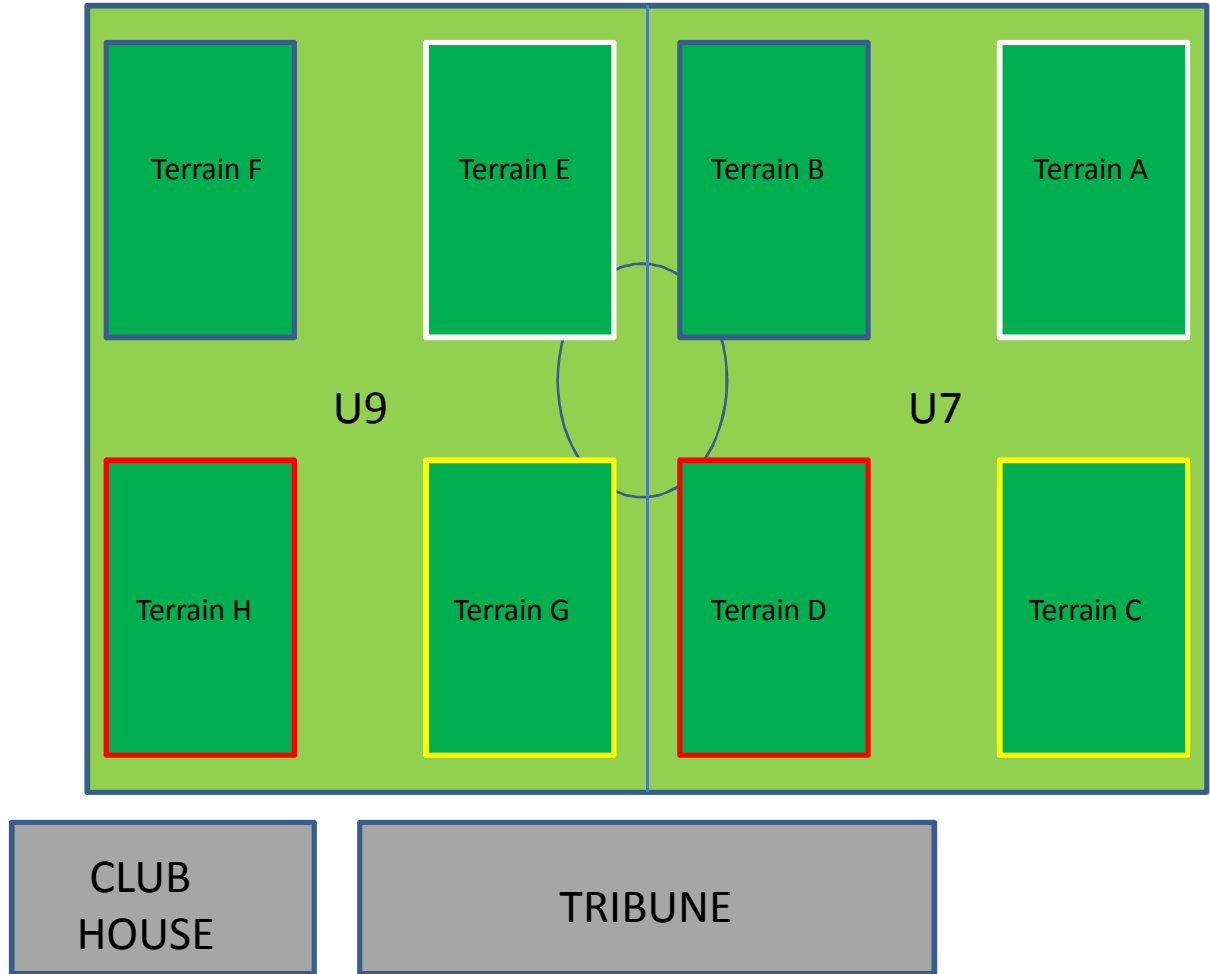 Terrain F
Terrain E
Terrain B
Terrain A
U9
U7
Terrain H
Terrain G
Terrain D
Terrain C
CLUB
HOUSE
TRIBUNE